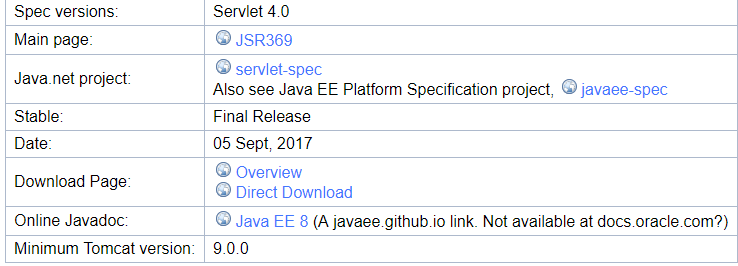 Spec versions: Servlet 4.0
Main page: JSR369
Java.net project: servlet-spec
Also see Java EE Platform Specification project, javaee-spec
Stable: Final Release
Date: 05 Sept, 2017
Download Page: Overview
Direct Download
Online Javadoc: Java EE 8 (A javaee.github.io link. Not available at docs.oracle.com?)
Minimum Tomcat version: 9.0.0